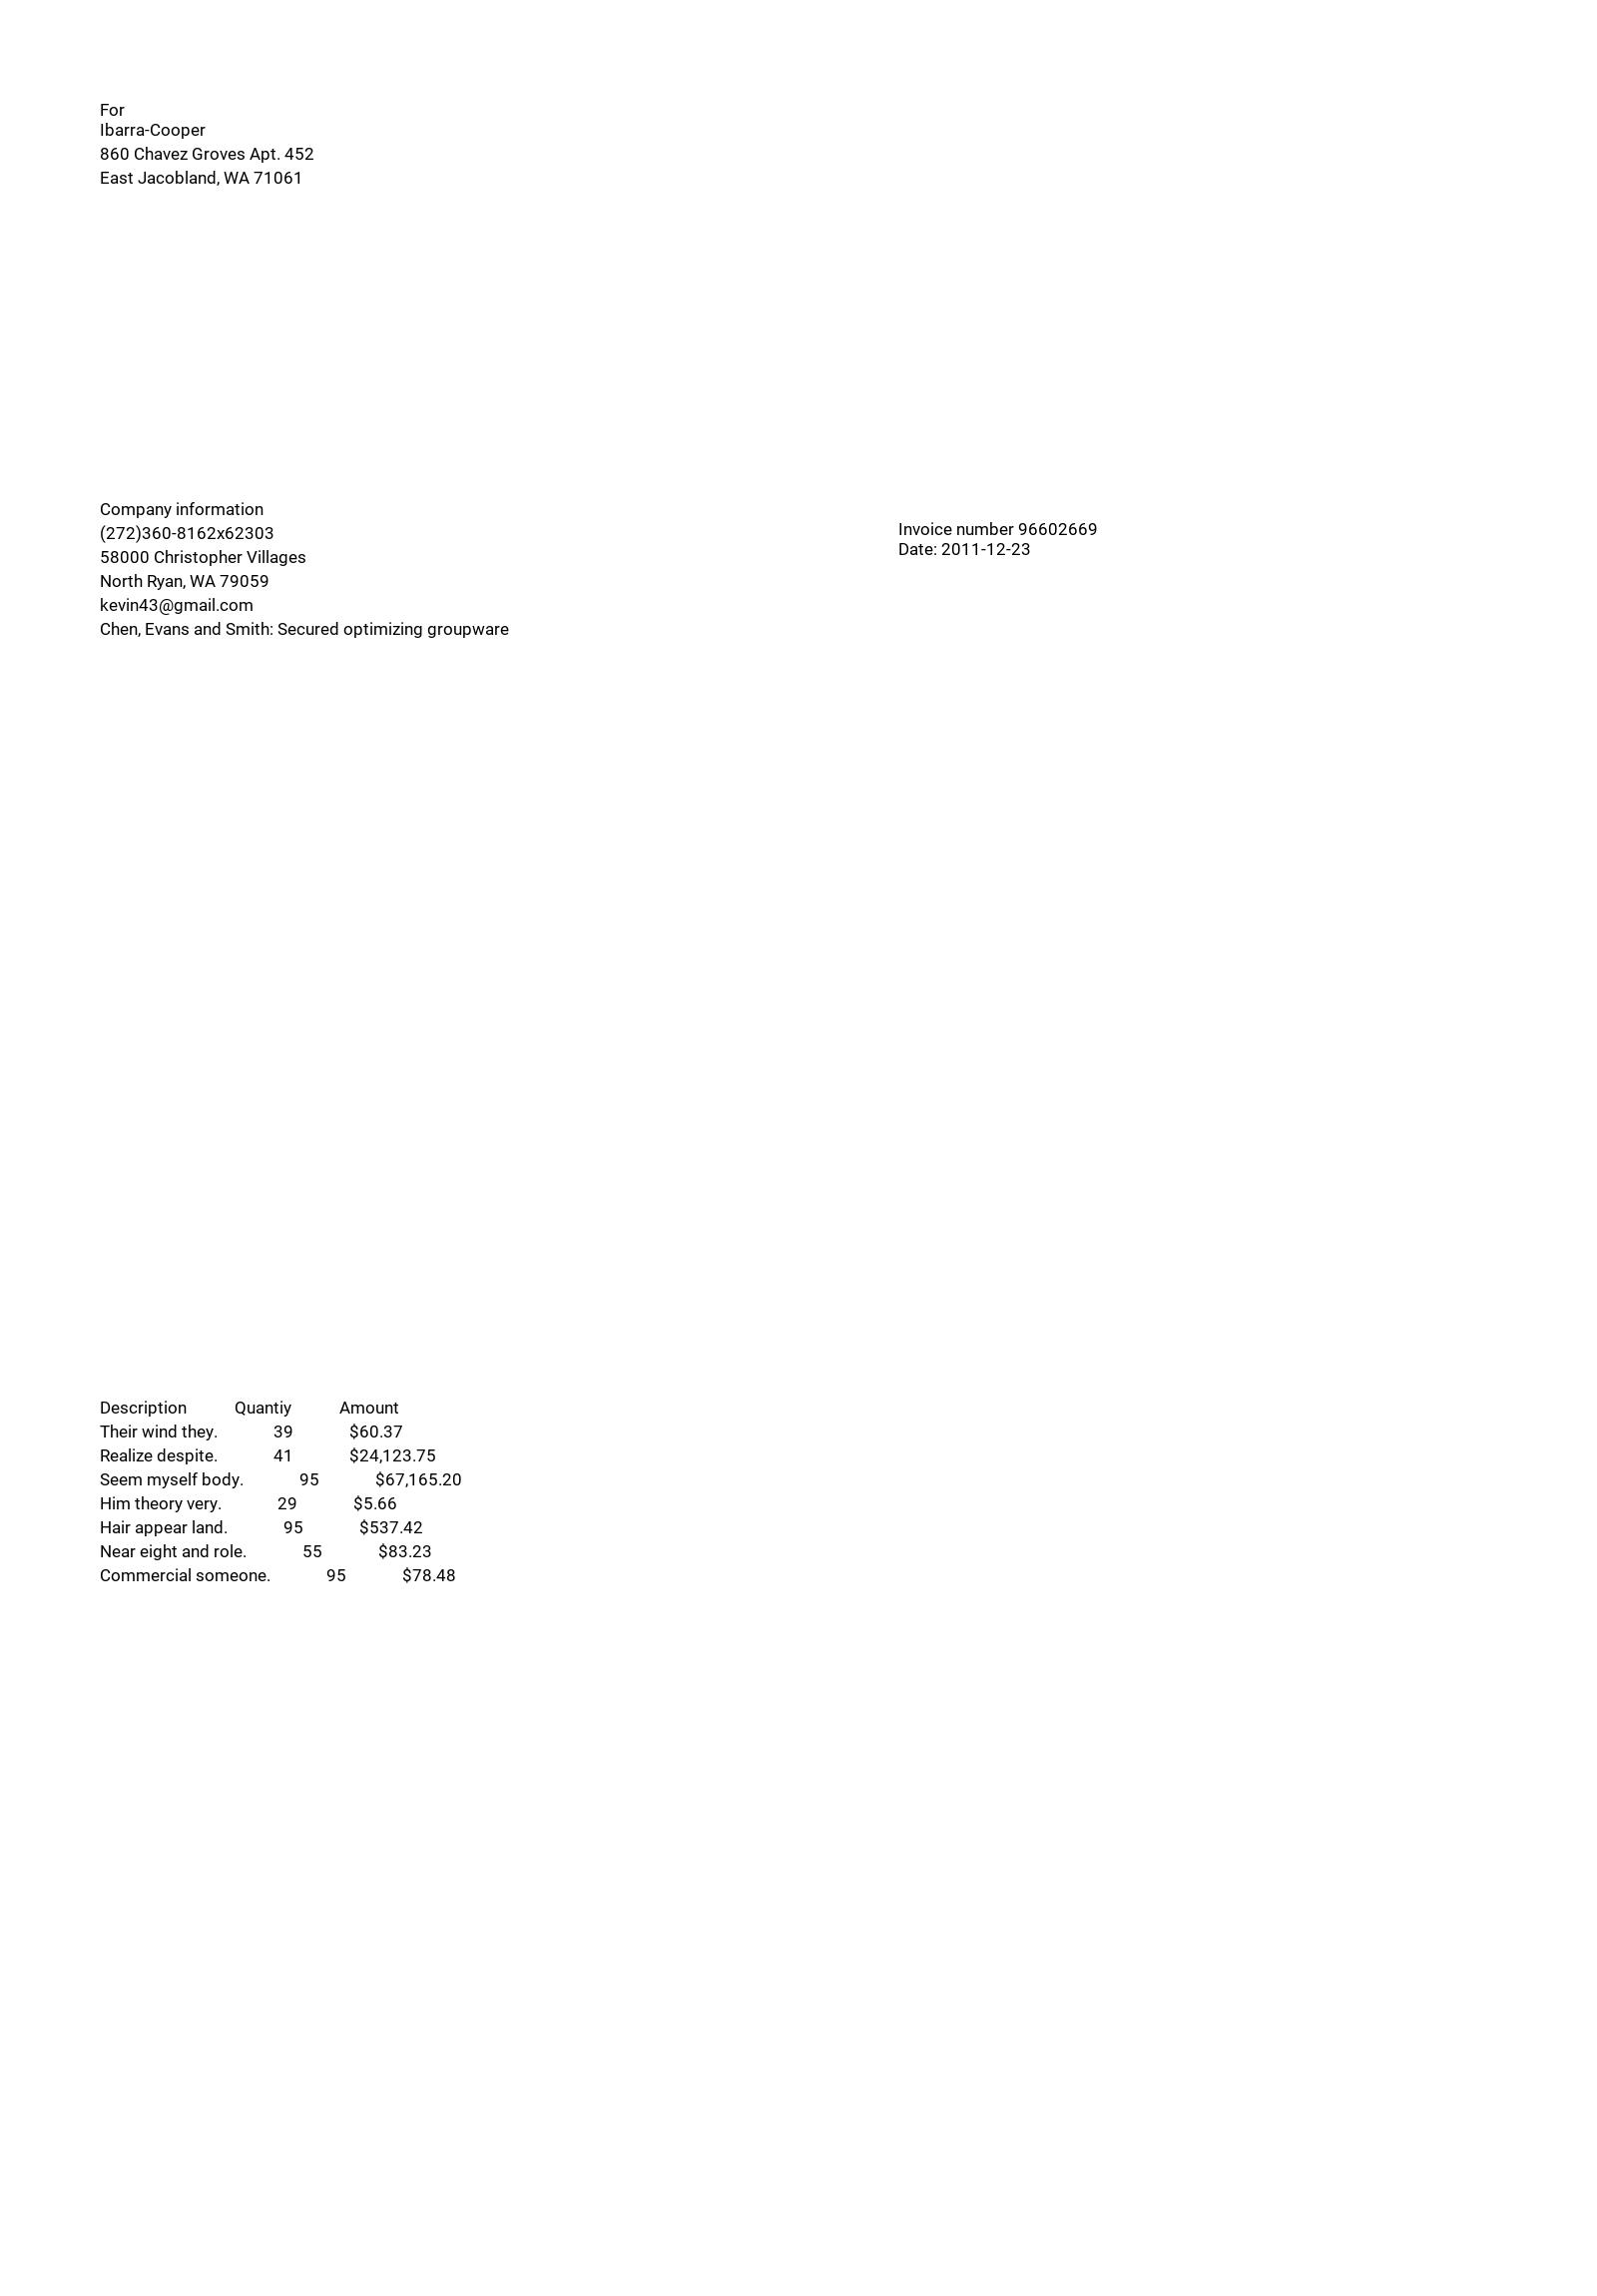 For
Ibarra-Cooper
860 Chavez Groves Apt. 452
East Jacobland, WA 71061
Company information
(272)360-8162x62303
58000 Christopher Villages
North Ryan, WA 79059
kevin43@gmail.com
Chen, Evans and Smith: Secured optimizing groupware
Invoice number 96602669
Date: 2011-12-23
Description Quantiy Amount
Their wind they. 39 $60.37
Realize despite. 41 $24,123.75
Seem myself body. 95 $67,165.20
Him theory very. 29 $5.66
Hair appear land. 95 $537.42
Near eight and role. 55 $83.23
Commercial someone. 95 $78.48